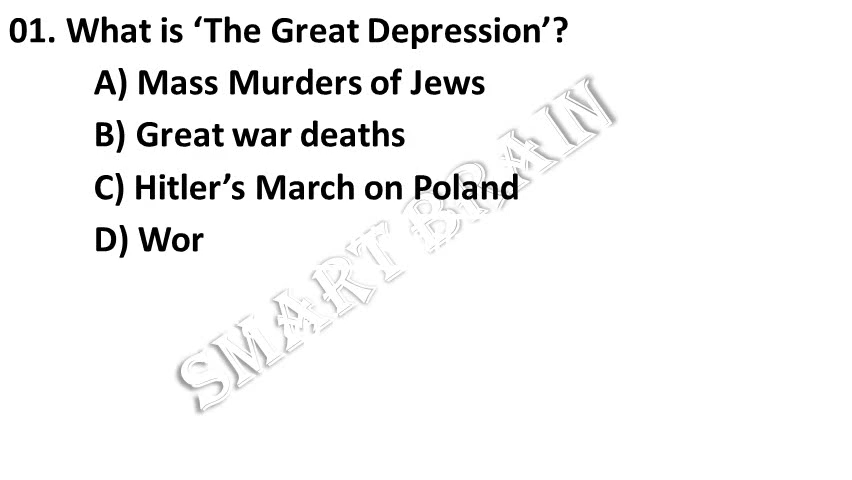 01. What is ‘The Great Depression’?
A) Mass Murders of Jews
B) Great war deaths
C) Hitler’s March on Poland
D) Wor
SMART BRAIN